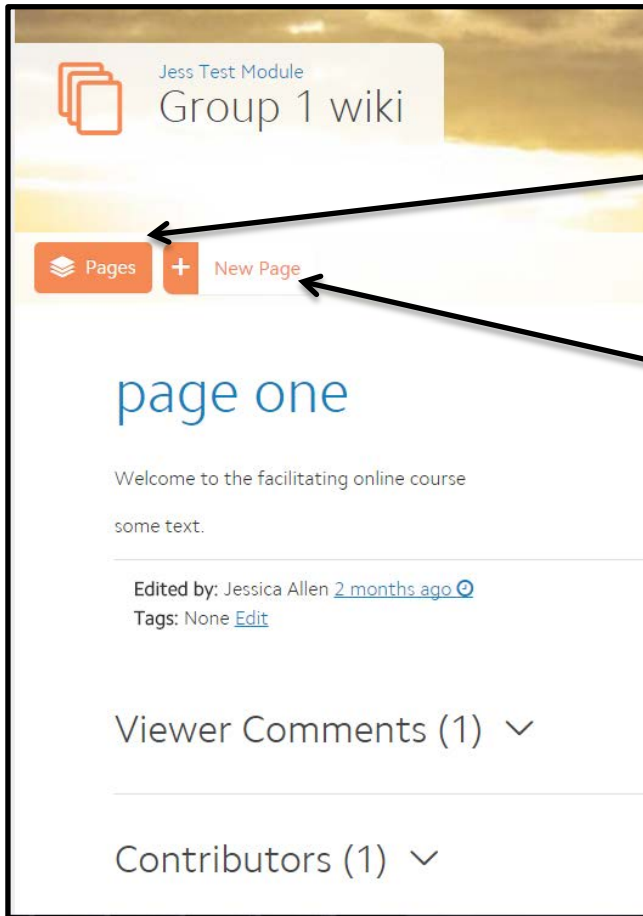 Jess Test Module
Group 1 wiki
Pages
+ New Page
page one
Welcome to the facilitating online course
some text.
Edited by: Jessica Allen 2 months ago
Tags: None Edit
Viewer Comments (1)
Contributors (1)